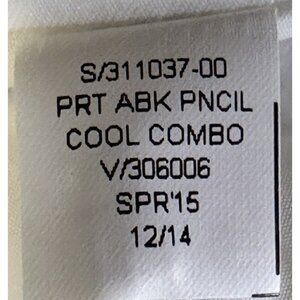 S/311037-00
PRT ABK PNCIL
COOL COMBO
V/306006
SPR'15
12/14